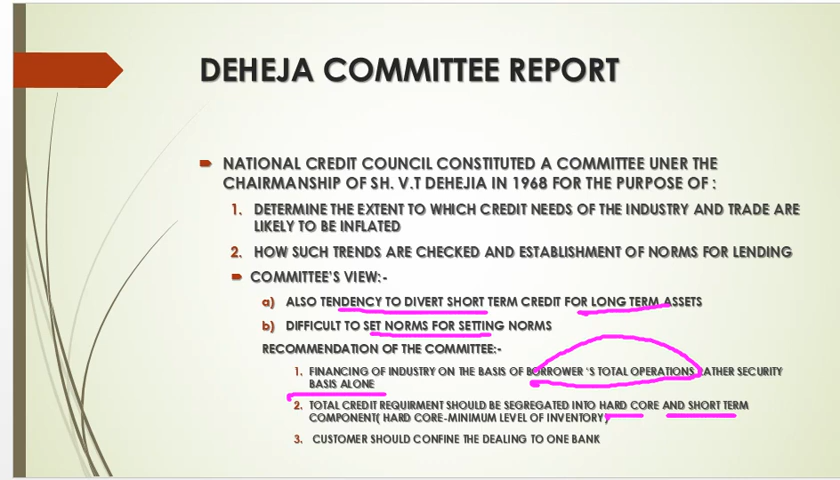 DEHEJA COMMITTEE REPORT
NATIONAL CREDIT COUNCIL CONSTITUTED A COMMITTEE UNER THE
CHAIRMANSHIP OF SH. V.T DEHEJIA IN 1968 FOR THE PURPOSE OF :
1. DETERMINE THE EXTENT TO WHICH CREDIT NEEDS OF THE INDUSTRY AND TRADE ARE
LIKELY TO BE INFLATED
2. HOW SUCH TRENDS ARE CHECKED AND ESTABLISHMENT OF NORMS FOR LENDING
COMMITTEE'S VIEW:-
a) ALSO TENDENCY TO DIVERT SHORT TERM CREDIT FOR LONG TERM ASSETS
b) DIFFICULT TO SET NORMS FOR SETTING NORMS
RECOMMENDATION OF THE COMMITTEE:-
1. FINANCING OF INDUSTRY ON THE BASIS OF BORROWER 'S TOTAL OPERATIONS ATHER SECURITY
BASIS ALONE
2. TOTAL CREDIT REQUIRMENT SHOULD BE SEGREGATED INTO HARD CORE AND SHORT TERM
COMPONENT( HARD CORE-MINIMUM LEVEL OF INVENTORY)
3. CUSTOMER SHOULD CONFINE THE DEALING TO ONE BANK